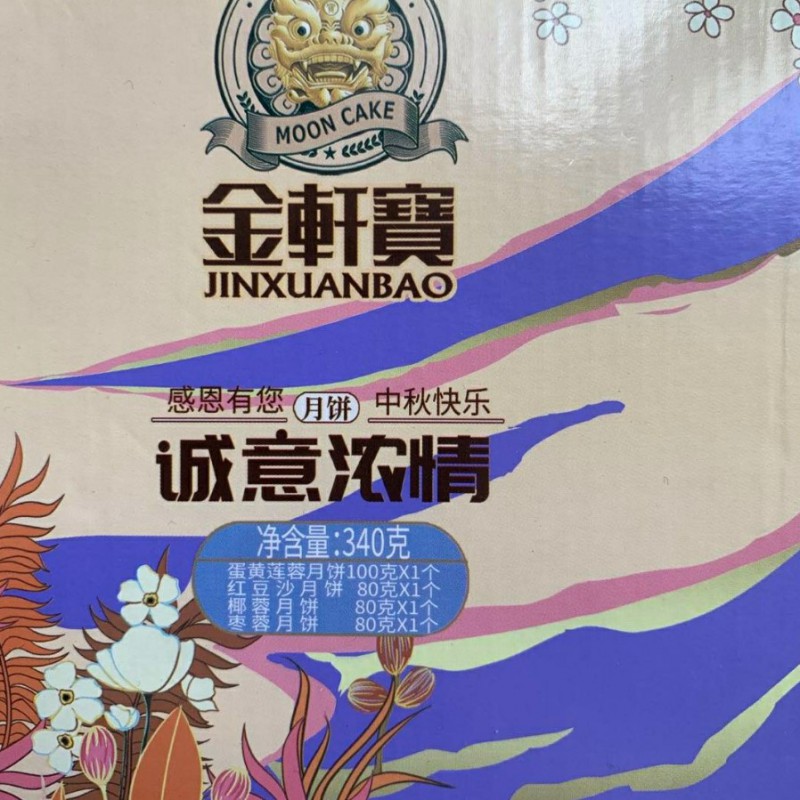 MOON CAKE
金軒寶
JINXUANBAO
感恩有您 月饼 中秋快乐
诚意浓情
净含量:340克
蛋黄莲蓉月饼100克X1个
红豆沙月饼 80克X1个
椰蓉月饼 80克X1个
枣蓉月饼 80克X1个